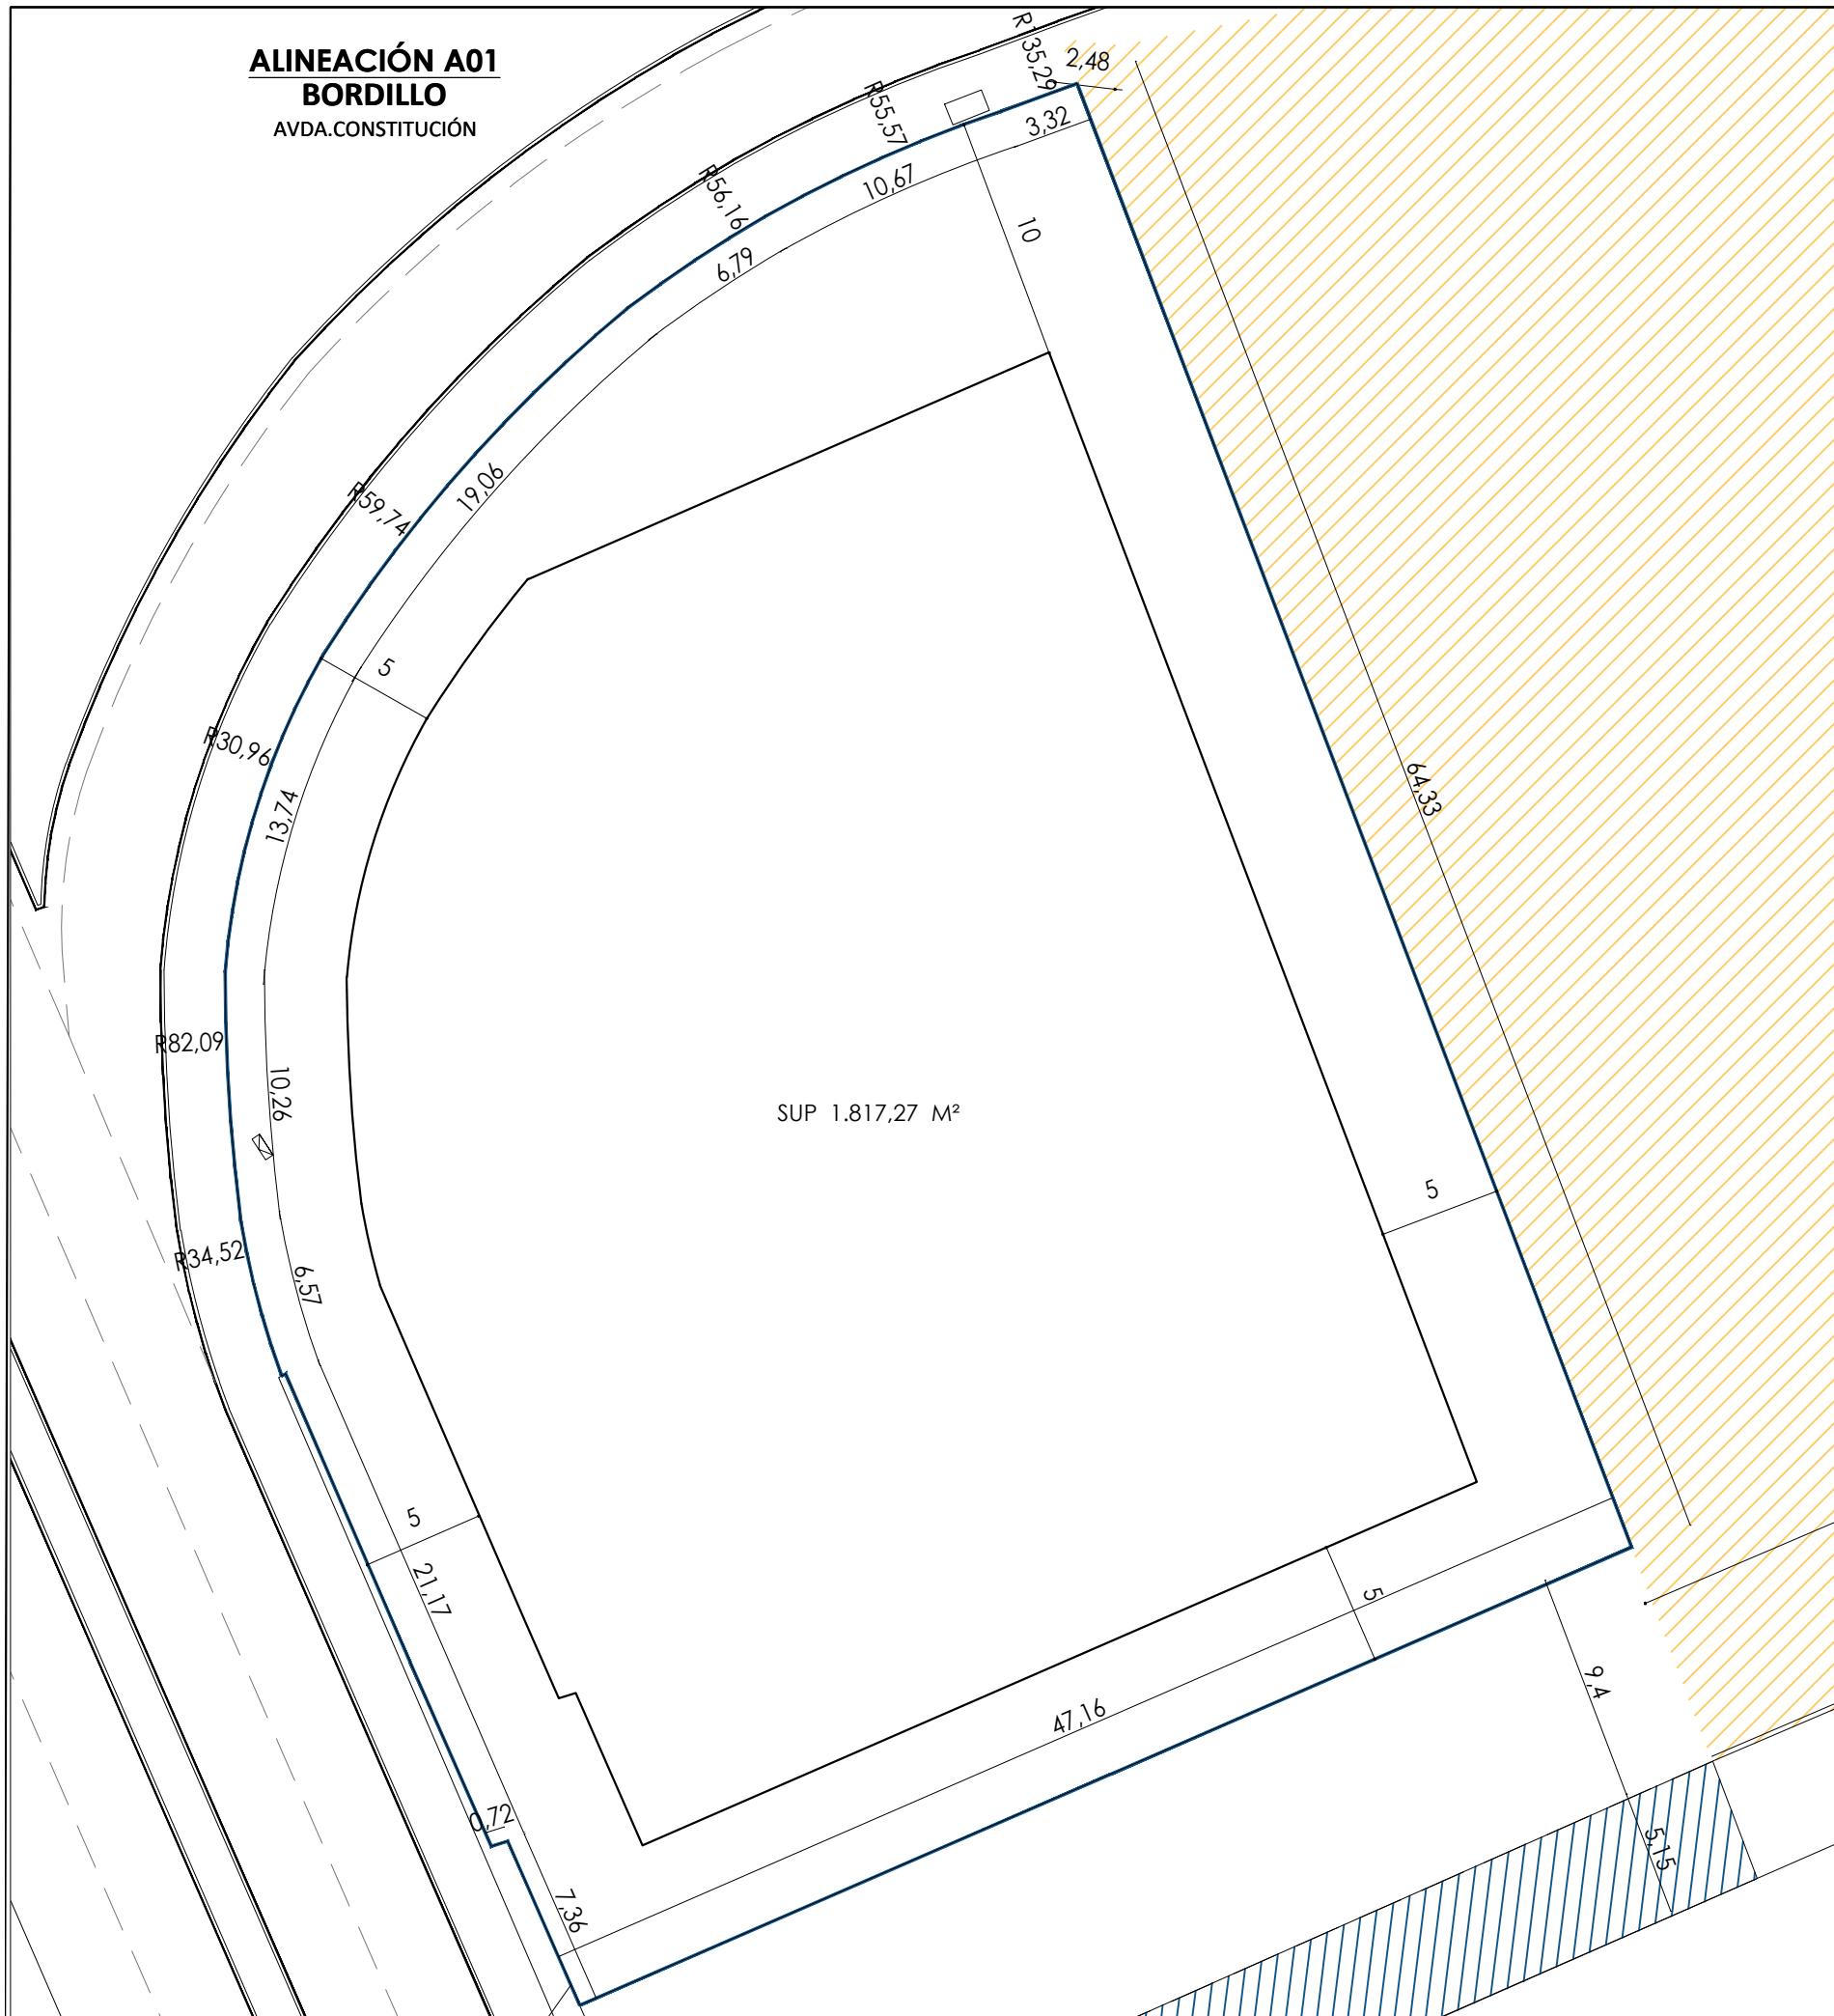 ALINEACIÓN A01
BORDILLO
AVDA.CONSTITUCIÓN
R135,29
2,48
R55,57
3,32
R56,16
10,67
10
6,79
R59,74
19,06
5
R30,96
13,74
64,33
R82,09
10,26
SUP 1.817,27 M²
5
R34,52
6,57
5
21,17
5
9,4
47,16
0,72
5,15
7,36